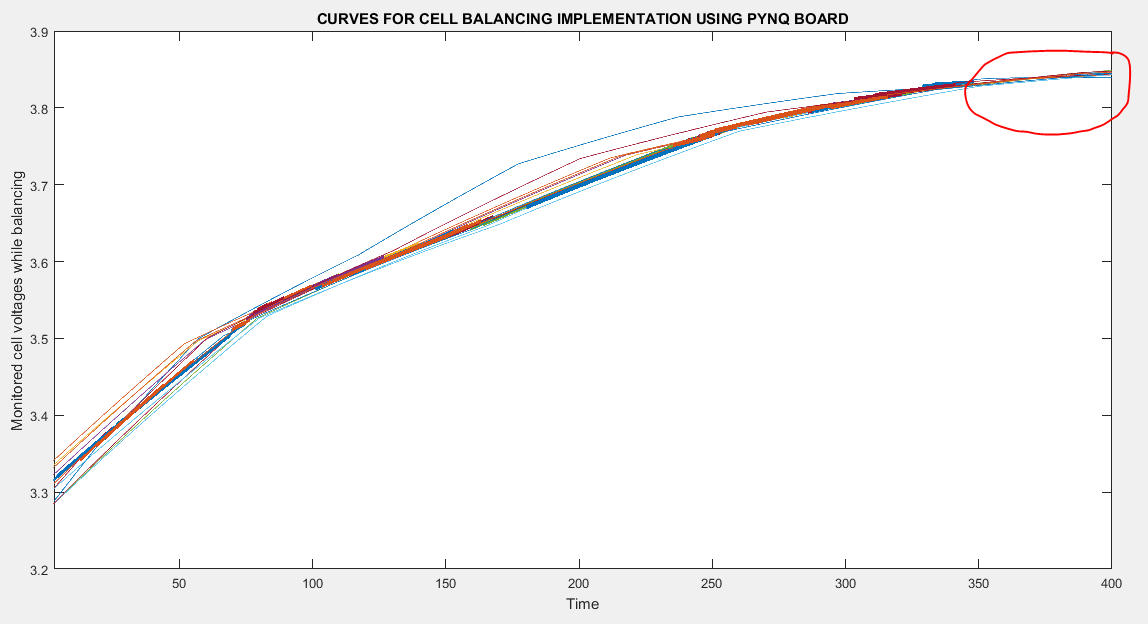 CURVES FOR CELL BALANCING IMPLEMENTATION USING PYNQ BOARD
Monitored cell voltages while balancing
3.9
3.8
3.7
3.6
3.5
3.4
3.3
3.2
50 100 150 200 250 300 350 400
Time